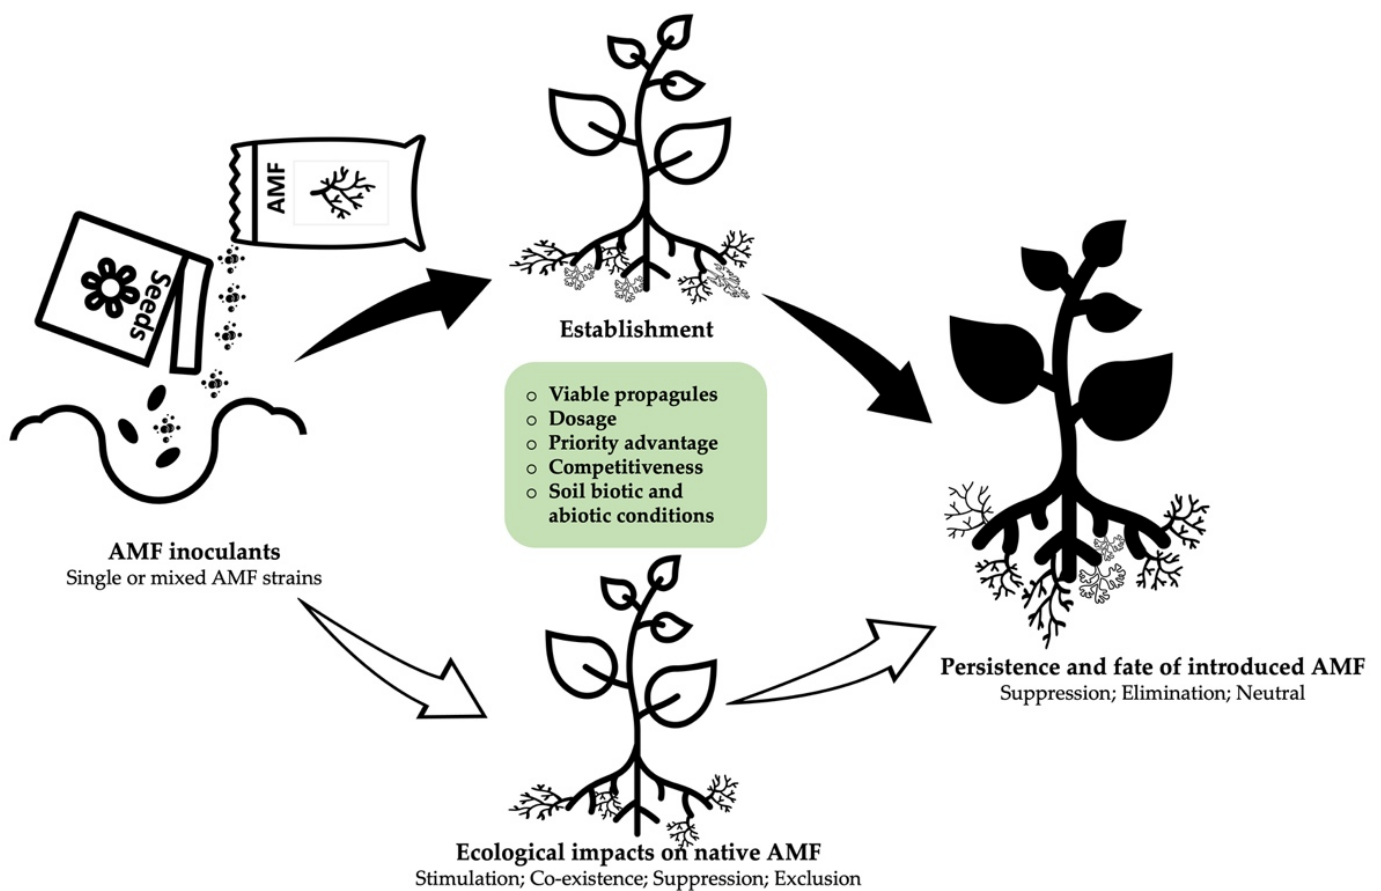 AMF
Seeds
AMF inoculants
Single or mixed AMF strains
Establishment
○ Viable propagules
○ Dosage
○ Priority advantage
○ Competitiveness
○ Soil biotic and
abiotic conditions
Ecological impacts on native AMF
Stimulation; Co-existence; Suppression; Exclusion
Persistence and fate of introduced AMF
Suppression; Elimination; Neutral